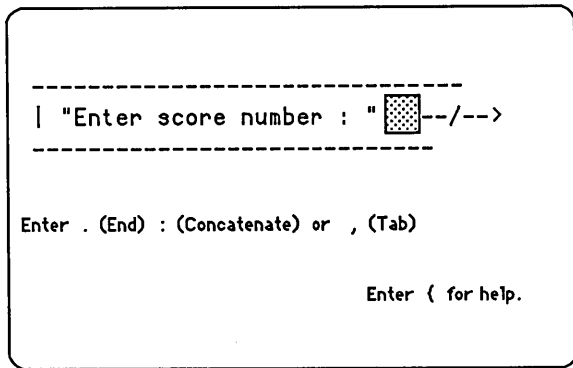 -------------------------------
| "Enter score number : " --/-->
-----------------------------
Enter . (End) : (Concatenate) or , (Tab)
Enter { for help.